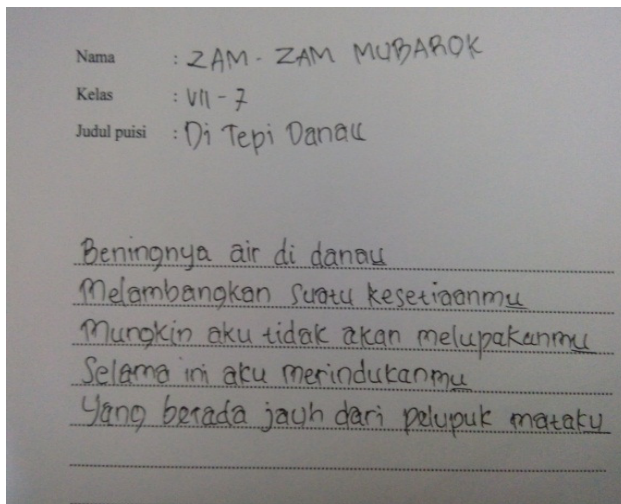 Nama : ZAM-ZAM MUBAROK
Kelas : VII-7
Judul puisi : Di Tepi Danau
Beningnya air di danau
Melambangkan suatu kesetiaanmu
Mungkin aku tidak akan melupakanmu
Selama ini aku merindukanmu
Yang berada jauh dari pelupuk mataku